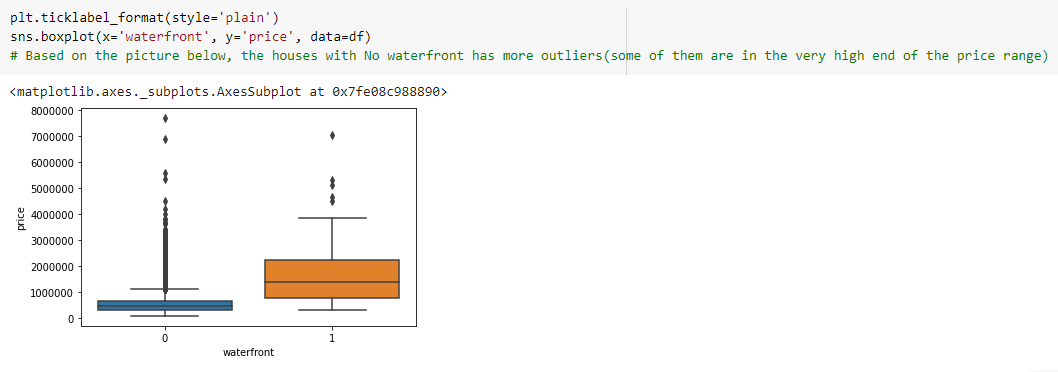 plt.ticklabel_format(style='plain')
sns.boxplot(x='waterfront', y='price', data=df)
# Based on the picture below, the houses with No waterfront has more outliers(some of them are in the very high end of the price range)
<matplotlib.axes._subplots.AxesSubplot at 0x7fe08c988890>
8000000
7000000
6000000
5000000
4000000
3000000
2000000
1000000
0
price
0 1
waterfront